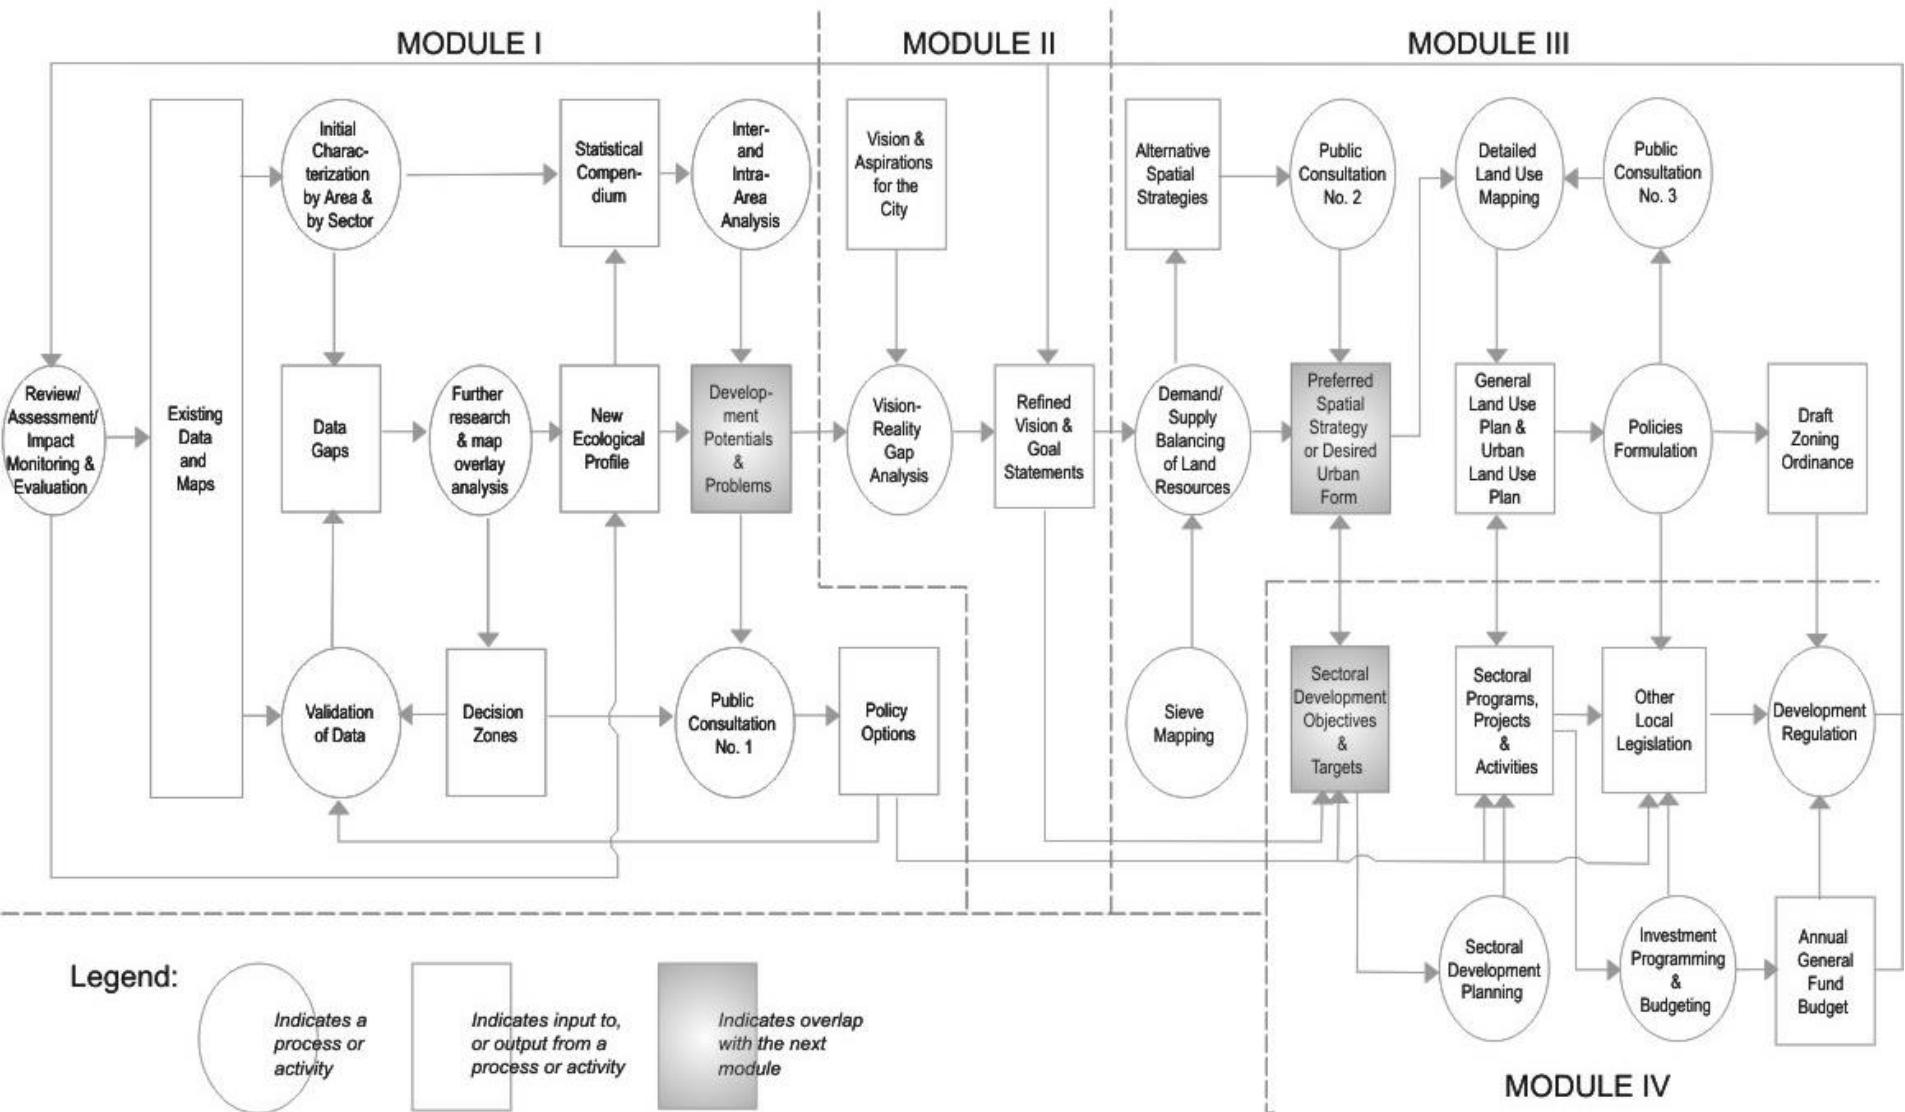 MODULE I
MODULE II
MODULE III
Initial
Charac-
terization
by Area &
by Sector
Statistical
Compen-
dium
Inter-
and
Intra-
Area
Analysis
Vision &
Aspirations
for the
City
Alternative
Spatial
Strategies
Public
Consultation
No. 2
Detailed
Land Use
Mapping
Public
Consultation
No. 3
Review/
Assessment/
Impact
Monitoring &
Evaluation
Existing
Data
and
Maps
Data
Gaps
Further
research
& map
overlay
analysis
New
Ecological
Profile
Develop-
ment
Potentials
&
Problems
Vision-
Reality
Gap
Analysis
Refined
Vision &
Goal
Statements
Demand/
Supply
Balancing
of Land
Resources
Preferred
Spatial
Strategy
or Desired
Urban
Form
General
Land Use
Plan &
Urban
Land Use
Plan
Policies
Formulation
Draft
Zoning
Ordinance
Validation
of Data
Decision
Zones
Public
Consultation
No. 1
Policy
Options
Sieve
Mapping
Sectoral
Development
Objectives
&
Targets
Sectoral
Programs,
Projects
&
Activities
Other
Local
Legislation
Development
Regulation
Sectoral
Development
Planning
Investment
Programming
&
Budgeting
Annual
General
Fund
Budget
Legend:
Indicates a
process or
activity
Indicates input to,
or output from a
process or activity
Indicates overlap
with the next
module
MODULE IV